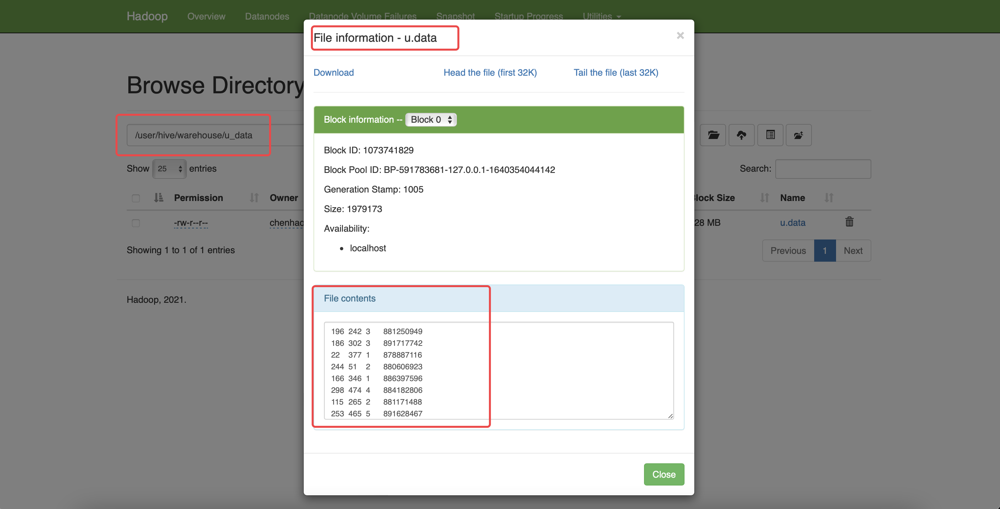 Hadoop Overview Datanodes Datanode Volume Failures Snapshot Startup Progress Utilities
File information - u.data
×
Download Head the file (first 32K) Tail the file (last 32K)
Browse Directory
Block information -- Block 0
/user/hive/warehouse/u_data
Block ID: 1073741829
Block Pool ID: BP-591783681-127.0.0.1-1640354044142
Generation Stamp: 1005
Size: 1979173
Availability:
localhost
Show 25 entries
Search:
Permission Owner Block Size Name
-rw-r--r-- u.data
Showing 1 to 1 of 1 entries
Previous 1 Next
Hadoop, 2021.
File contents
196 242 3 881250949
186 302 3 891717742
22 377 1 878887116
244 51 2 880606923
166 346 1 886397596
298 474 4 884182806
115 265 2 881171488
253 465 5 891628467
Close